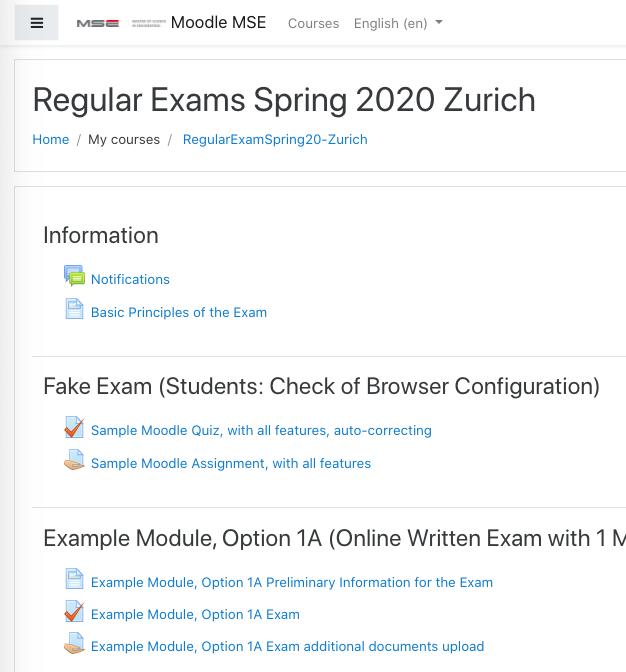 MSE Moodle MSE Courses English (en)
Regular Exams Spring 2020 Zurich
Home / My courses / RegularExamSpring20-Zurich
Information
Notifications
Basic Principles of the Exam
Fake Exam (Students: Check of Browser Configuration)
Sample Moodle Quiz, with all features, auto-correcting
Sample Moodle Assignment, with all features
Example Module, Option 1A (Online Written Exam with 1 M
Example Module, Option 1A Preliminary Information for the Exam
Example Module, Option 1A Exam
Example Module, Option 1A Exam additional documents upload